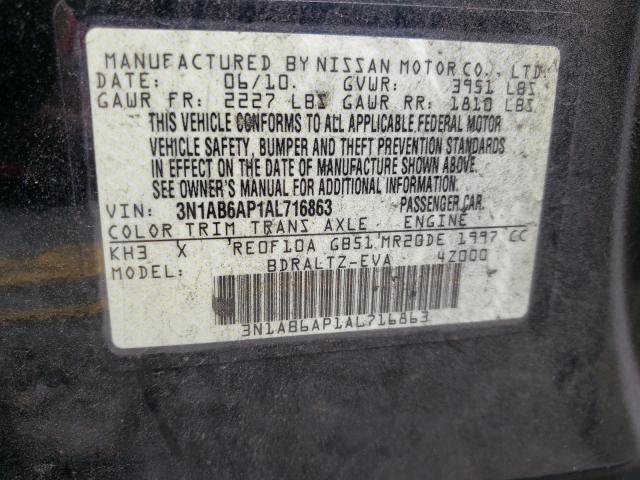 MANUFACTURED BY NISSAN MOTOR CO., LTD.
DATE: 06/10. GVWR: 3951 LBS
GAWR FR: 2227 LBS GAWR RR: 1810 LBS
THIS VEHICLE CONFORMS TO ALL APPLICABLE FEDERAL MOTOR
VEHICLE SAFETY, BUMPER AND THEFT PREVENTION STANDARDS
IN EFFECT ON THE DATE OF MANUFACTURE SHOWN ABOVE.
SEE OWNER'S MANUAL FOR ADDITIONAL INFORMATION.
VIN: 3N1AB6AP1AL716863 PASSENGER CAR.
COLOR TRIM TRANS AXLE ENGINE
KH3 X RE0F10A GB51 MR20DE 1997 CC
MODEL: BDRALTZ-EVA 4Z000
3N1AB6AP1AL716863